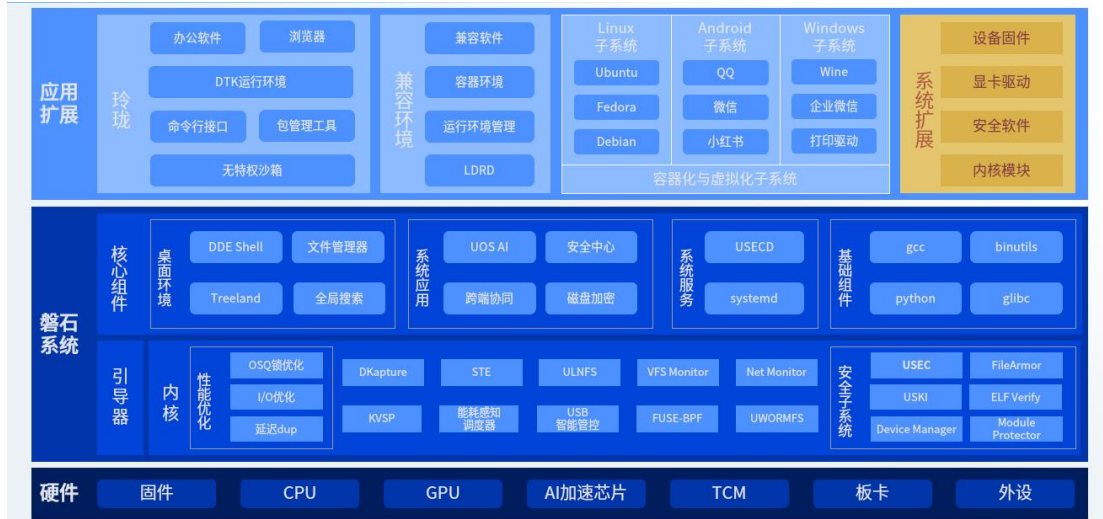 应用
扩展
玲珑
办公软件
浏览器
DTK运行环境
命令行接口
包管理工具
无特权沙箱
兼容环境
兼容软件
容器环境
运行环境管理
LDRD
Linux
子系统
Ubuntu
Fedora
Debian
Android
子系统
QQ
微信
小红书
Windows
子系统
Wine
企业微信
打印驱动
容器化与虚拟化子系统
系统扩展
设备固件
显卡驱动
安全软件
内核模块
磐石
系统
核心组件
桌面环境
DDE Shell
文件管理器
Treeland
全局搜索
系统应用
UOS AI
安全中心
跨端协同
磁盘加密
系统服务
USECD
systemd
基础组件
gcc
binutils
python
glibc
引导器
内核
性能优化
OSQ锁优化
I/O优化
延迟dup
DKapture
STE
ULNFS
VFS Monitor
Net Monitor
KVSP
能耗感知
调度器
USB
智能管控
FUSE-BPF
UWORMFS
安全子系统
USEC
FileArmor
USKI
ELF Verify
Device Manager
Module
Protector
硬件
固件
CPU
GPU
AI加速芯片
TCM
板卡
外设